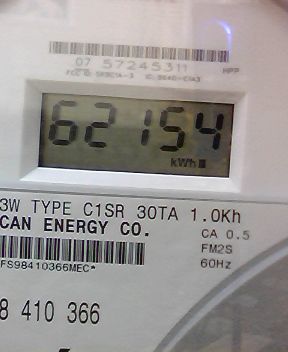 07 57245311
HPP
62154
kWh
3W TYPE C1SR 30TA 1.0Kh
CAN ENERGY CO.
CA 0.5
FM2S
FS98410366MEC*
60Hz
8 410 366